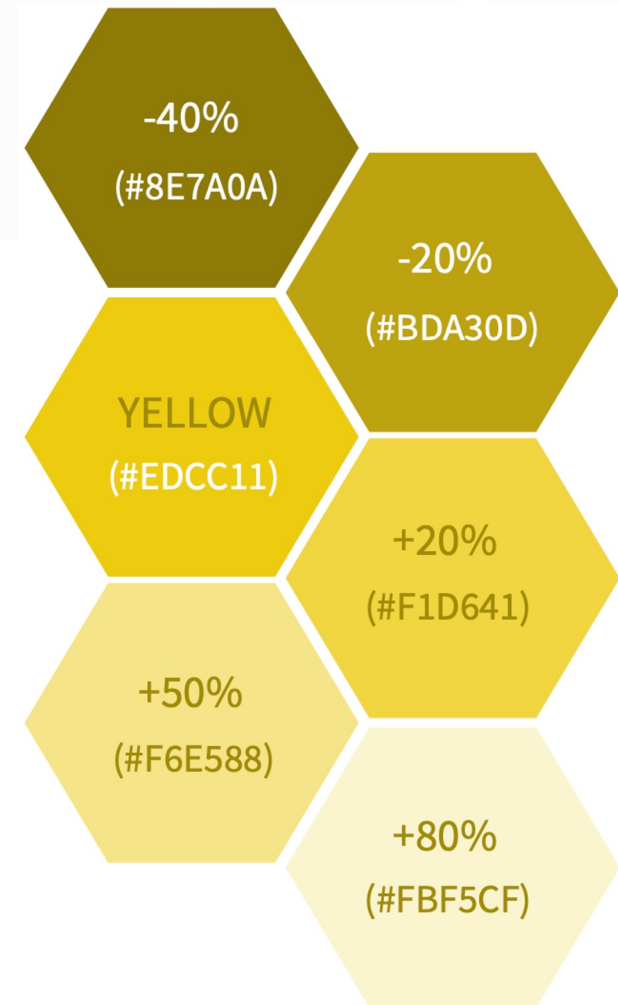 -40%
(#8E7A0A)
-20%
(#BDA30D)
YELLOW
(#EDCC11)
+20%
(#F1D641)
+50%
(#F6E588)
+80%
(#FBF5CF)